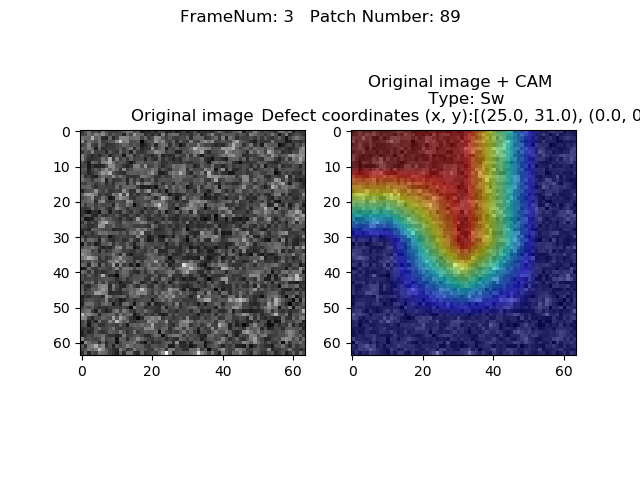 FrameNum: 3   Patch Number: 89
Original image + CAM
Type: Sw
Original image
Defect coordinates (x, y):[(25.0, 31.0), (0.0, 0
0
10
20
30
40
50
60
0 20 40 60
0
10
20
30
40
50
60
0 20 40 60